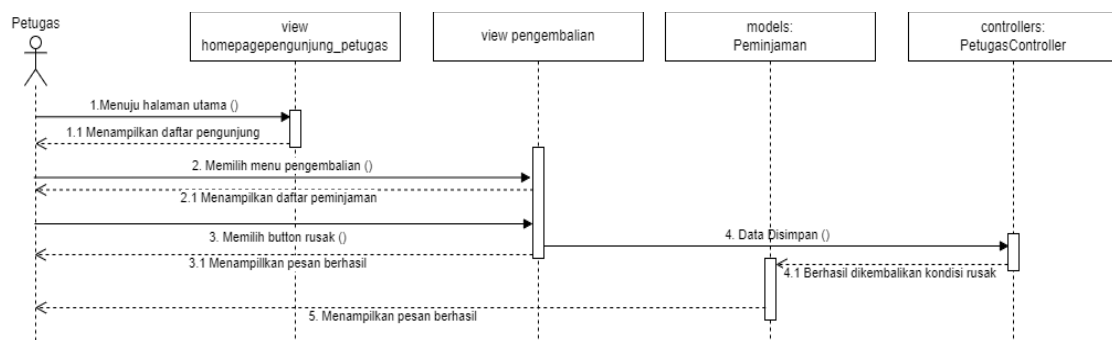 Petugas
view
homepagepengunjung_petugas
view pengembalian
models:
Peminjaman
controllers:
PetugasController
1.Menuju halaman utama ()
1.1 Menampilkan daftar pengunjung
2. Memilih menu pengembalian ()
2.1 Menampilkan daftar peminjaman
3. Memilih button rusak ()
4. Data Disimpan ()
3.1 Menampillkan pesan berhasil
4.1 Berhasil dikembalikan kondisi rusak
5. Menampilkan pesan berhasil